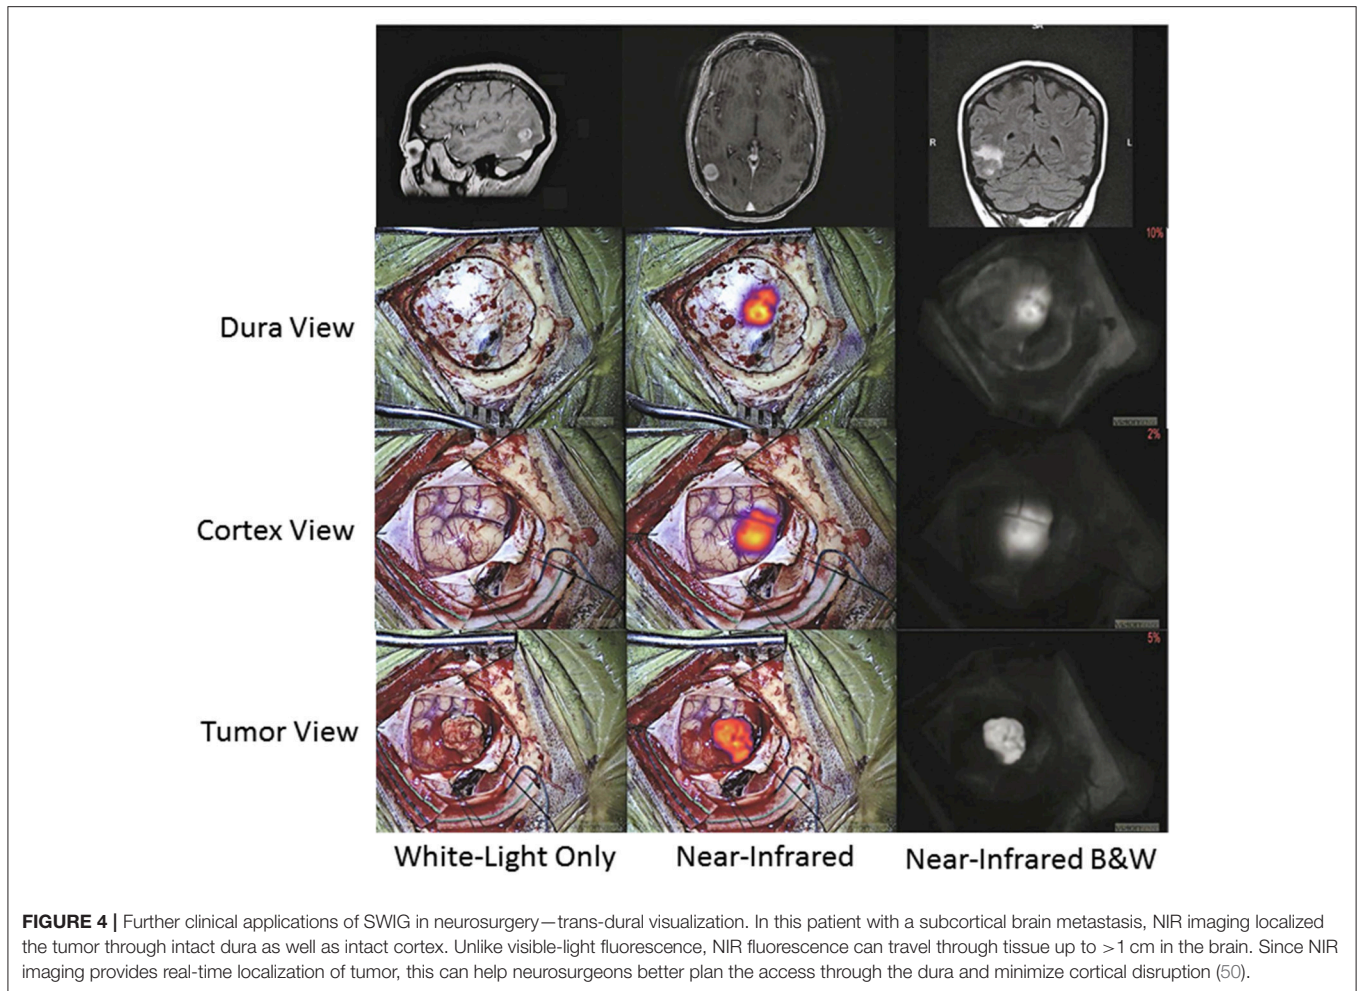 SA
R
L
10%
Dura View
2%
Cortex View
5%
Tumor View
White-Light Only
Near-Infrared
Near-Infrared B&W
FIGURE 4 | Further clinical applications of SWIG in neurosurgery—trans-dural visualization. In this patient with a subcortical brain metastasis, NIR imaging localized
the tumor through intact dura as well as intact cortex. Unlike visible-light fluorescence, NIR fluorescence can travel through tissue up to >1 cm in the brain. Since NIR
imaging provides real-time localization of tumor, this can help neurosurgeons better plan the access through the dura and minimize cortical disruption (50).